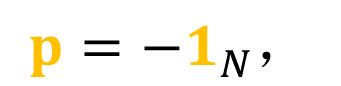 p = −1_N,